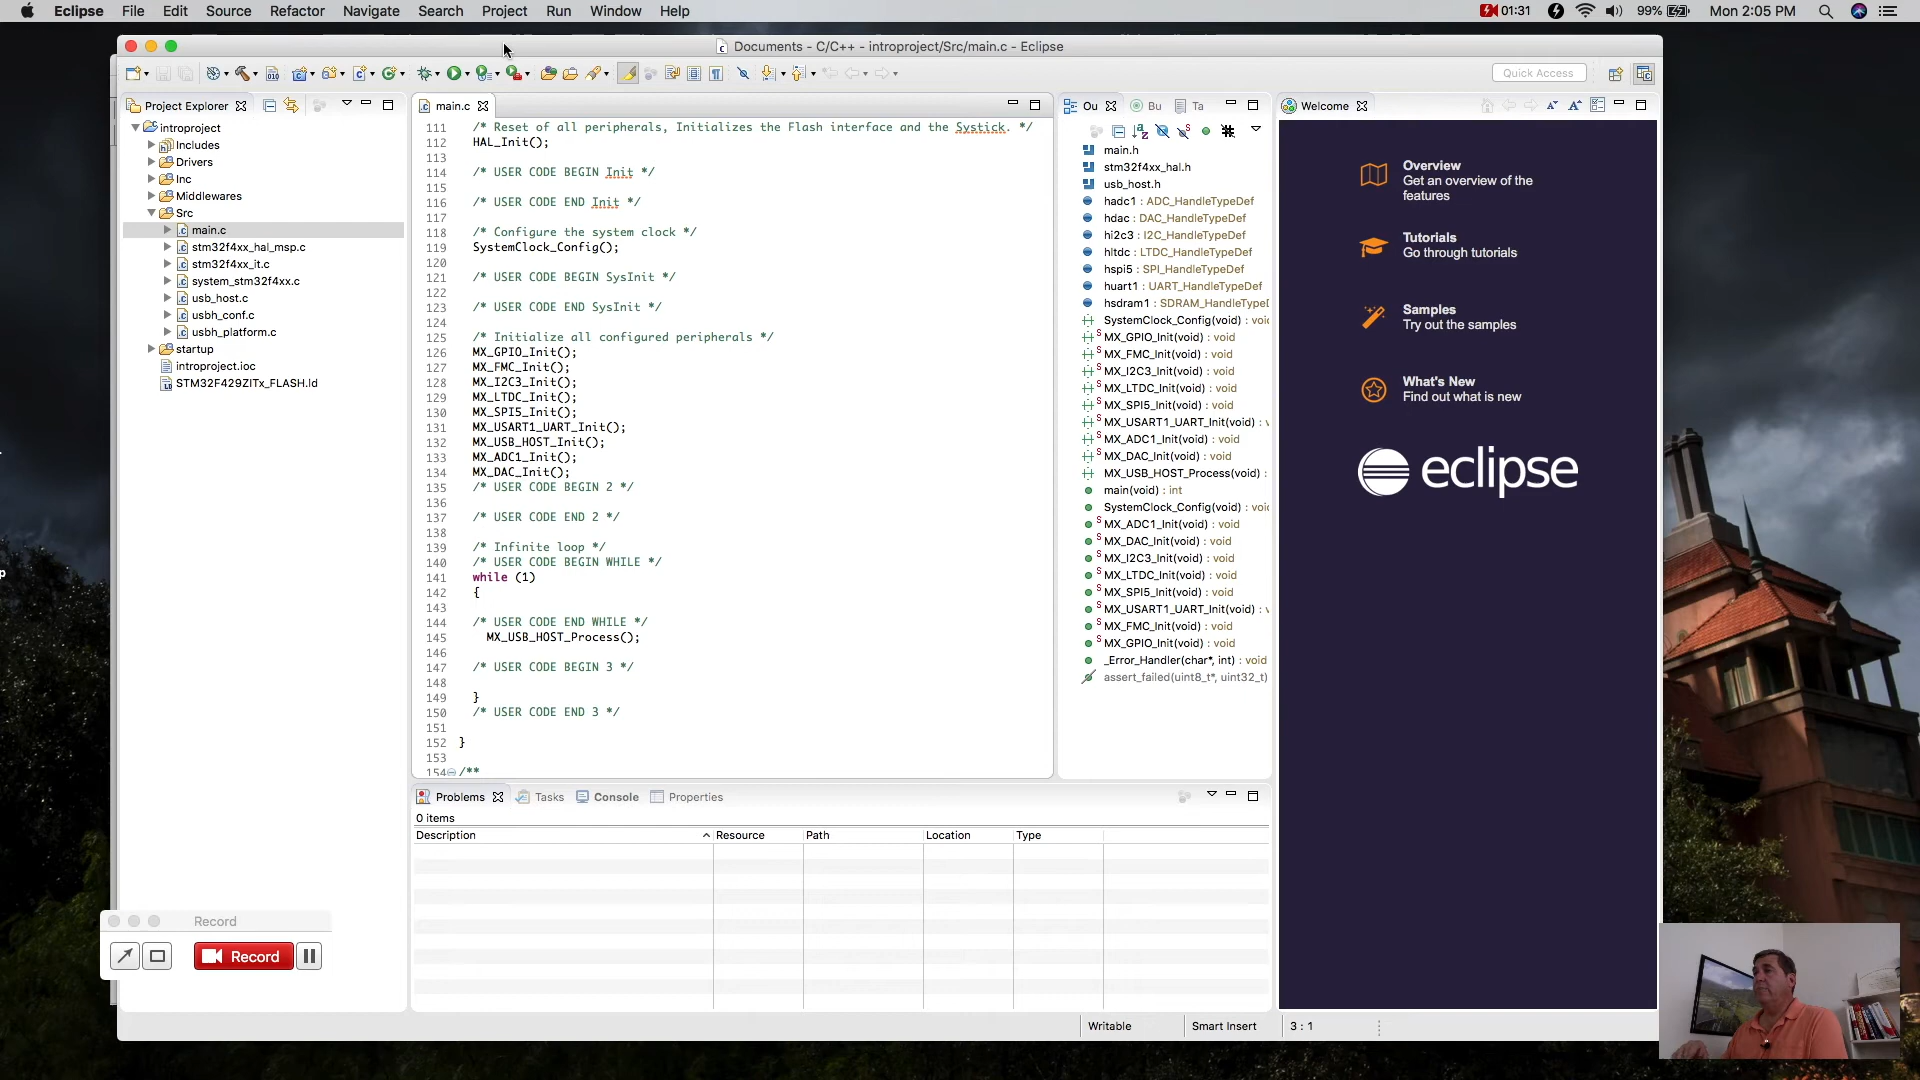 Eclipse File Edit Source Refactor Navigate Search Project Run Window Help
01:31 99% Mon 2:05 PM
Documents - C/C++ - introproject/Src/main.c - Eclipse
Quick Access
Project Explorer
introproject
Includes
Drivers
Inc
Middlewares
Src
main.c
stm32f4xx_hal_msp.c
stm32f4xx_it.c
system_stm32f4xx.c
usb_host.c
usbh_conf.c
usbh_platform.c
startup
introproject.ioc
STM32F429ZITx_FLASH.ld
main.c
111 /* Reset of all peripherals, Initializes the Flash interface and the Systick. */
112 HAL_Init();
113
114 /* USER CODE BEGIN Init */
115
116 /* USER CODE END Init */
117
118 /* Configure the system clock */
119 SystemClock_Config();
120
121 /* USER CODE BEGIN SysInit */
122
123 /* USER CODE END SysInit */
124
125 /* Initialize all configured peripherals */
126 MX_GPIO_Init();
127 MX_FMC_Init();
128 MX_I2C3_Init();
129 MX_LTDC_Init();
130 MX_SPI5_Init();
131 MX_USART1_UART_Init();
132 MX_USB_HOST_Init();
133 MX_ADC1_Init();
134 MX_DAC_Init();
135 /* USER CODE BEGIN 2 */
136
137 /* USER CODE END 2 */
138
139 /* Infinite loop */
140 /* USER CODE BEGIN WHILE */
141 while (1)
142 {
143
144 /* USER CODE END WHILE */
145 MX_USB_HOST_Process();
146
147 /* USER CODE BEGIN 3 */
148
149 }
150 /* USER CODE END 3 */
151
152 }
153
154 /**
Ou Bu Ta
main.h
stm32f4xx_hal.h
usb_host.h
hadc1 : ADC_HandleTypeDef
hdac : DAC_HandleTypeDef
hi2c3 : I2C_HandleTypeDef
hltdc : LTDC_HandleTypeDef
hspi5 : SPI_HandleTypeDef
huart1 : UART_HandleTypeDef
hsdram1 : SDRAM_HandleTypeD
SystemClock_Config(void) : voi
MX_GPIO_Init(void) : void
MX_FMC_Init(void) : void
MX_I2C3_Init(void) : void
MX_LTDC_Init(void) : void
MX_SPI5_Init(void) : void
MX_USART1_UART_Init(void) : v
MX_ADC1_Init(void) : void
MX_DAC_Init(void) : void
MX_USB_HOST_Process(void) :
main(void) : int
SystemClock_Config(void) : voi
MX_ADC1_Init(void) : void
MX_DAC_Init(void) : void
MX_I2C3_Init(void) : void
MX_LTDC_Init(void) : void
MX_SPI5_Init(void) : void
MX_USART1_UART_Init(void) : v
MX_FMC_Init(void) : void
MX_GPIO_Init(void) : void
_Error_Handler(char*, int) : void
assert_failed(uint8_t*, uint32_t)
Welcome
Overview
Get an overview of the
features
Tutorials
Go through tutorials
Samples
Try out the samples
What's New
Find out what is new
eclipse
Problems Tasks Console Properties
0 items
Description Resource Path Location Type
Writable Smart Insert 3 : 1
Record
Record
p